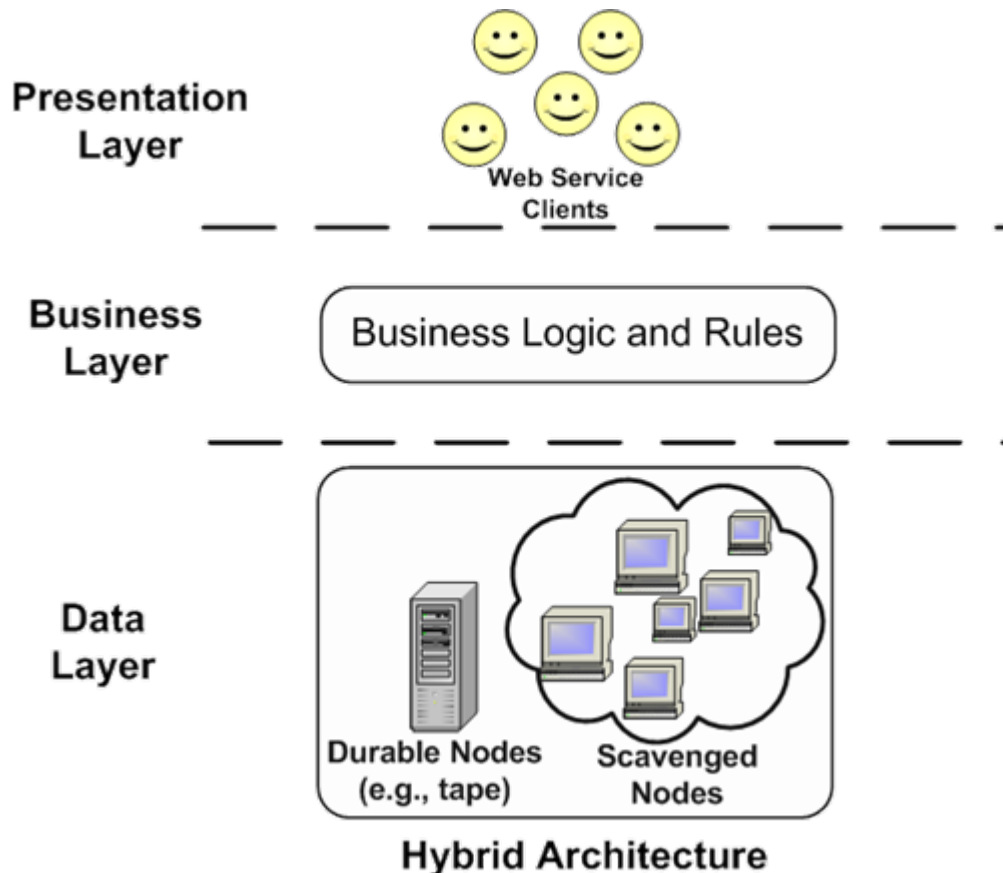 Presentation
Layer
Web Service
Clients
Business
Layer
Business Logic and Rules
Data
Layer
Durable Nodes
(e.g., tape)
Scavenged
Nodes
Hybrid Architecture